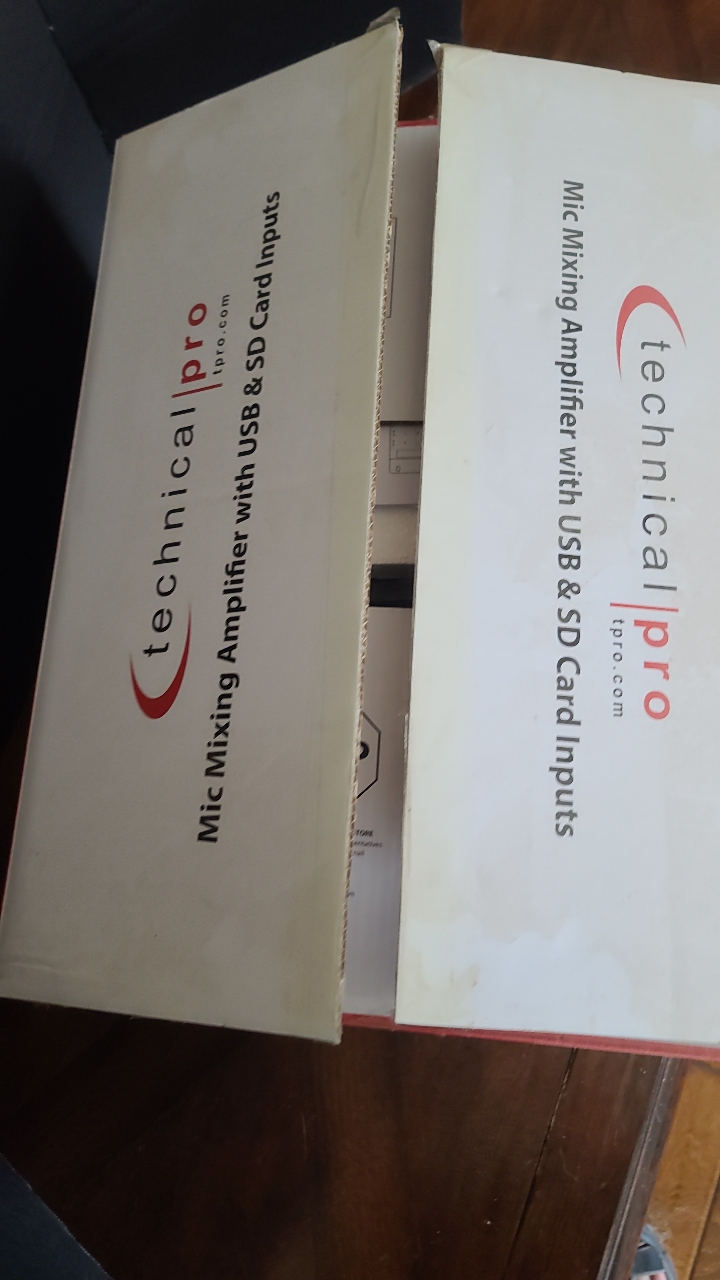 technical|pro
tpro.com
Mic Mixing Amplifier with USB & SD Card Inputs
technical|pro
tpro.com
Mic Mixing Amplifier with USB & SD Card Inputs